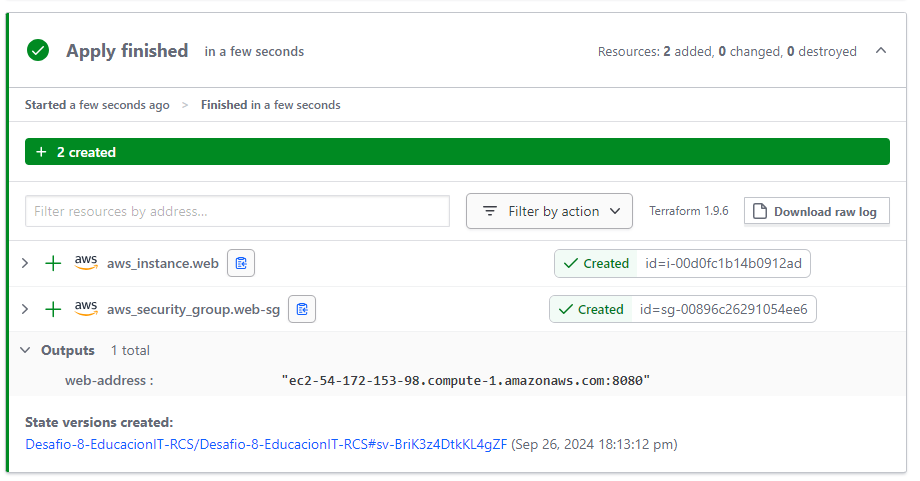 Apply finished in a few seconds Resources: 2 added, 0 changed, 0 destroyed
Started a few seconds ago > Finished in a few seconds
+ 2 created
Filter resources by address... Filter by action Terraform 1.9.6 Download raw log
aws aws_instance.web Created id=i-00d0fc1b14b0912ad
aws aws_security_group.web-sg Created id=sg-00896c26291054ee6
Outputs 1 total
web-address : "ec2-54-172-153-98.compute-1.amazonaws.com:8080"
State versions created:
Desafio-8-EducacionIT-RCS/Desafio-8-EducacionIT-RCS#sv-BriK3z4DtkKL4gZF (Sep 26, 2024 18:13:12 pm)